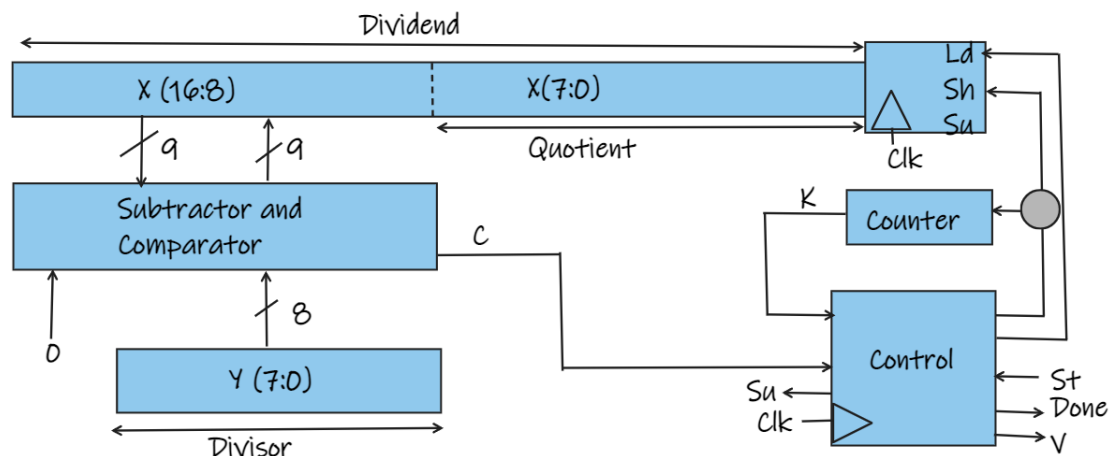 Dividend
X (16:8)
X(7:0)
Ld
Sh
Su
Clk
9
9
Quotient
Subtractor and
Comparator
K
Counter
C
0
8
Y (7:0)
Divisor
Control
Su
Clk
St
Done
V